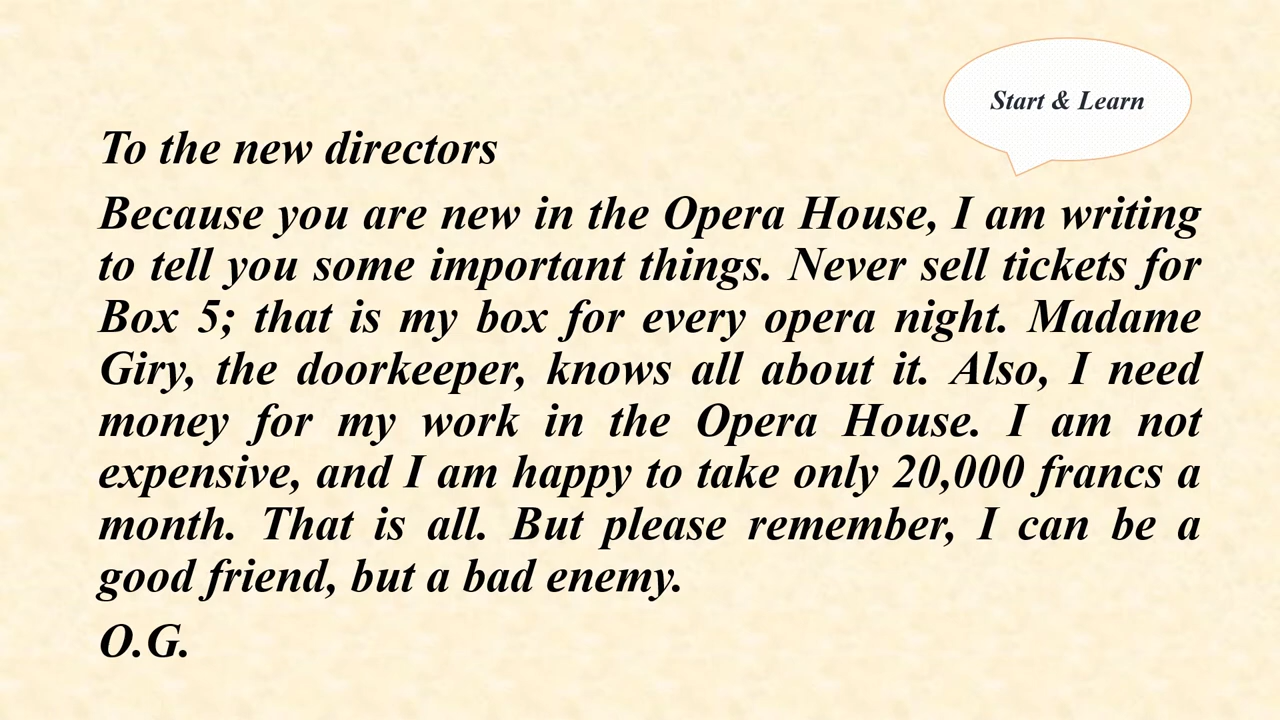 Start & Learn
To the new directors
Because you are new in the Opera House, I am writing
to tell you some important things. Never sell tickets for
Box 5; that is my box for every opera night. Madame
Giry, the doorkeeper, knows all about it. Also, I need
money for my work in the Opera House. I am not
expensive, and I am happy to take only 20,000 francs a
month. That is all. But please remember, I can be a
good friend, but a bad enemy.
O.G.